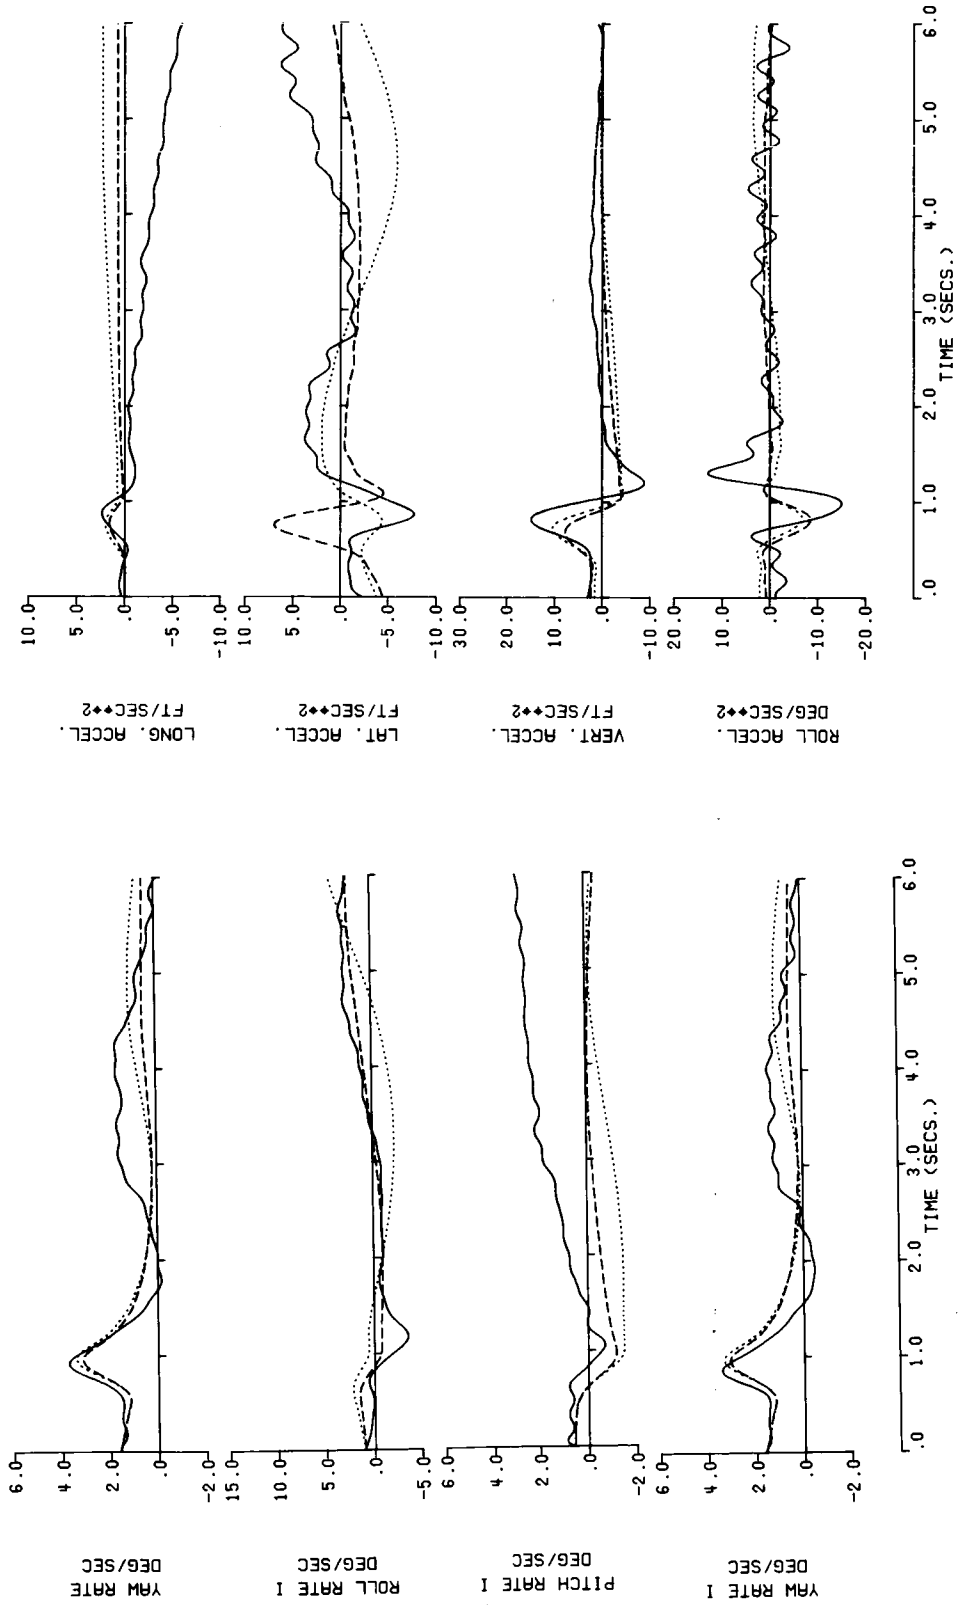 LONG. ACCEL.
FT/SEC**2
10.0
5.0
.0
-5.0
-10.0
LAT. ACCEL.
FT/SEC**2
10.0
5.0
.0
-5.0
-10.0
VERT. ACCEL.
FT/SEC**2
30.0
20.0
10.0
.0
-10.0
ROLL ACCEL.
DEG/SEC**2
20.0
10.0
.0
-10.0
-20.0
.0 1.0 2.0 3.0 4.0 5.0 6.0
TIME (SECS.)
YAW RATE
DEG/SEC
6.0
4.0
2.0
.0
-2.0
ROLL RATE I
DEG/SEC
15.0
10.0
5.0
.0
-5.0
PITCH RATE I
DEG/SEC
6.0
4.0
2.0
.0
-2.0
YAW RATE I
DEG/SEC
6.0
4.0
2.0
.0
-2.0
.0 1.0 2.0 3.0 4.0 5.0 6.0
TIME (SECS.)